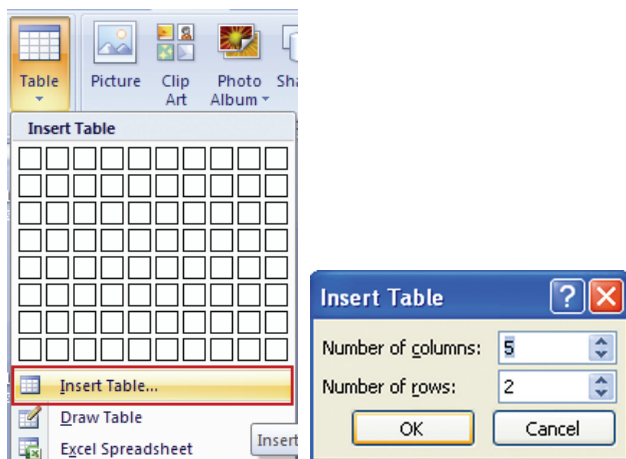 Table
Picture
Clip
Art
Photo
Album
Sha
Insert Table
Insert Table...
Draw Table
Excel Spreadsheet
Insert
Insert Table
Number of columns: 5
Number of rows: 2
OK
Cancel